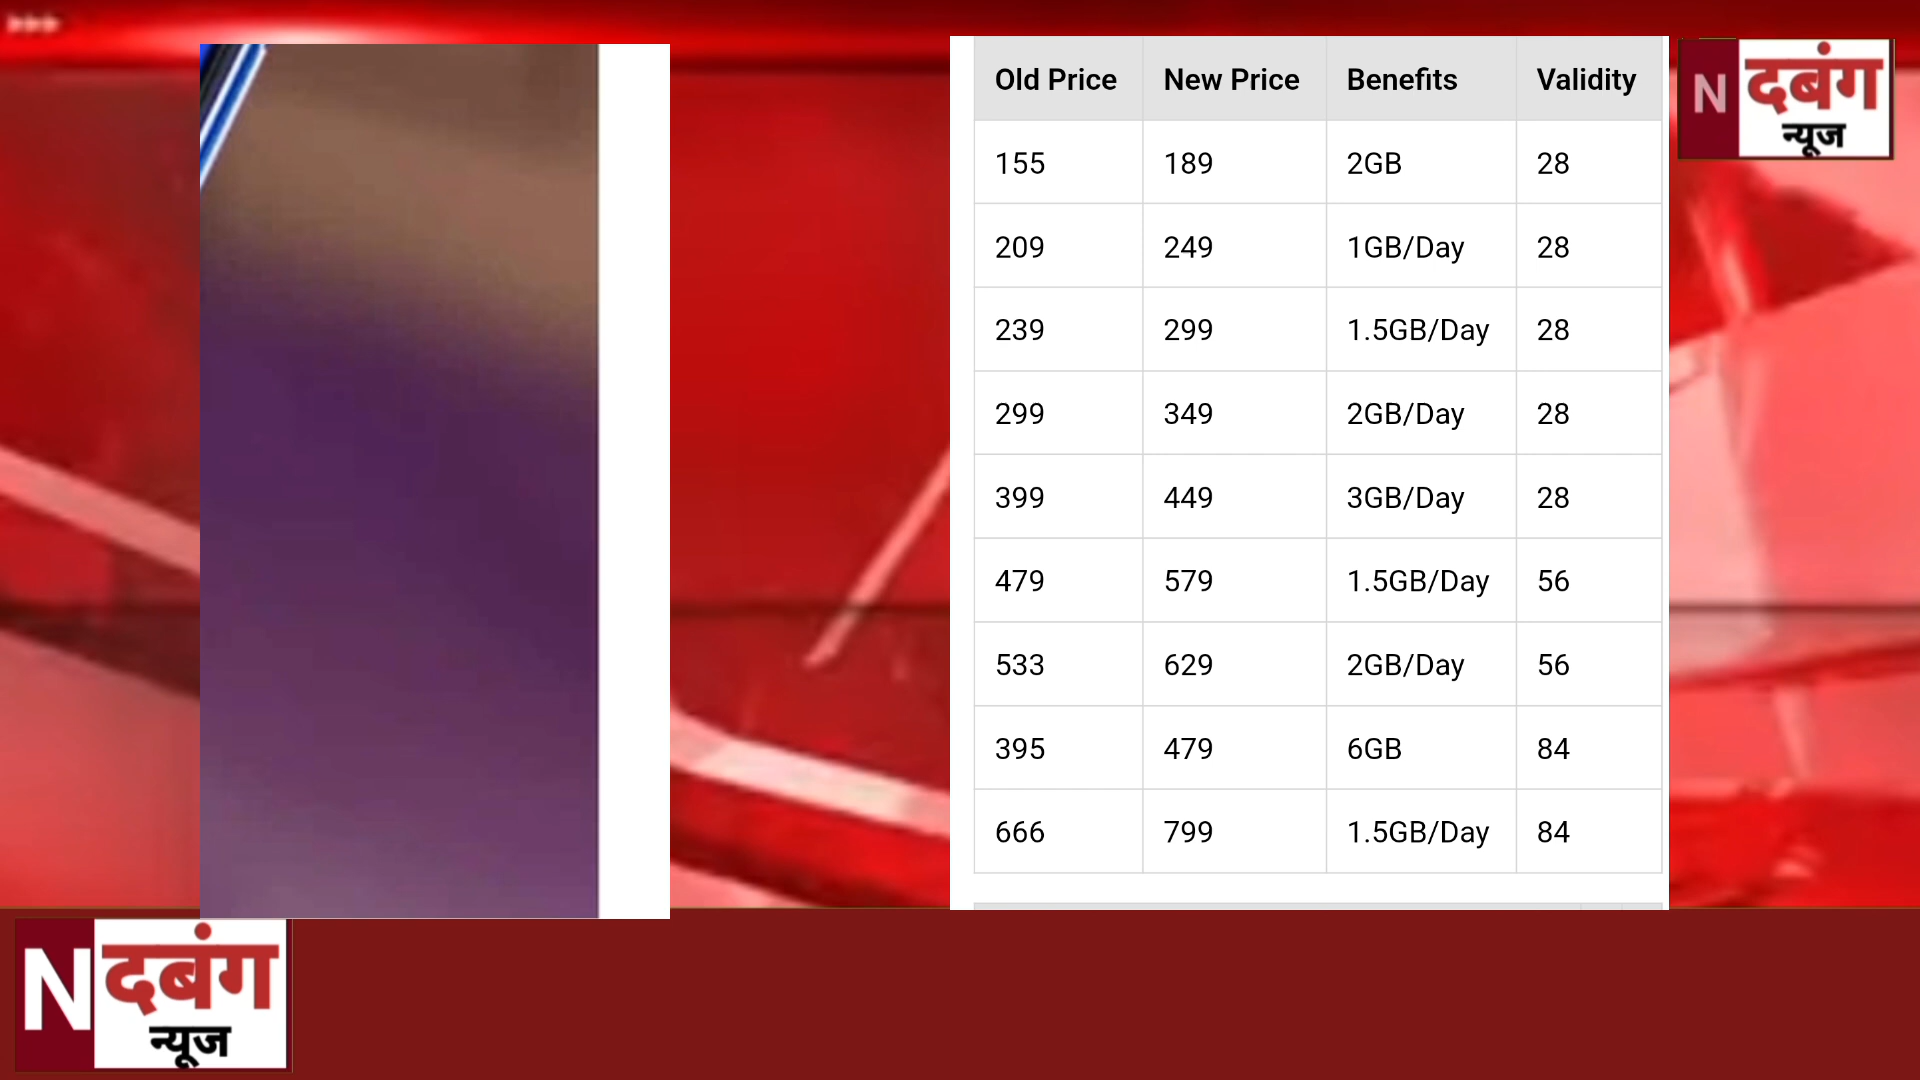 Old Price New Price Benefits Validity
155 189 2GB 28
209 249 1GB/Day 28
239 299 1.5GB/Day 28
299 349 2GB/Day 28
399 449 3GB/Day 28
479 579 1.5GB/Day 56
533 629 2GB/Day 56
395 479 6GB 84
666 799 1.5GB/Day 84
N दबंग
न्यूज
N दबंग
न्यूज